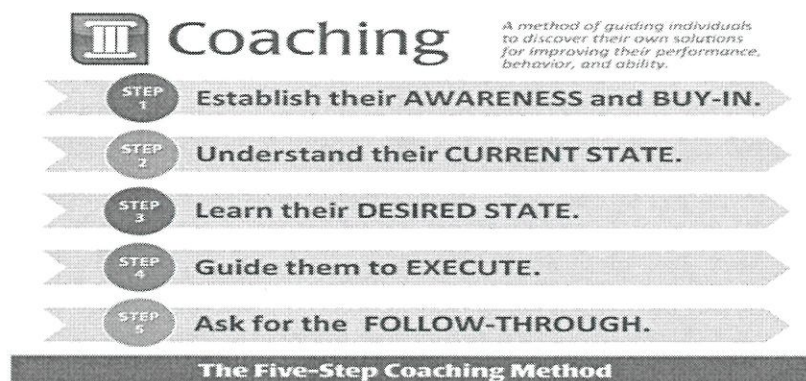 Coaching
A method of guiding individuals
to discover their own solutions
for improving their performance,
behavior, and ability.
STEP
1
Establish their AWARENESS and BUY-IN.
STEP
2
Understand their CURRENT STATE.
STEP
3
Learn their DESIRED STATE.
STEP
4
Guide them to EXECUTE.
STEP
5
Ask for the FOLLOW-THROUGH.
The Five-Step Coaching Method